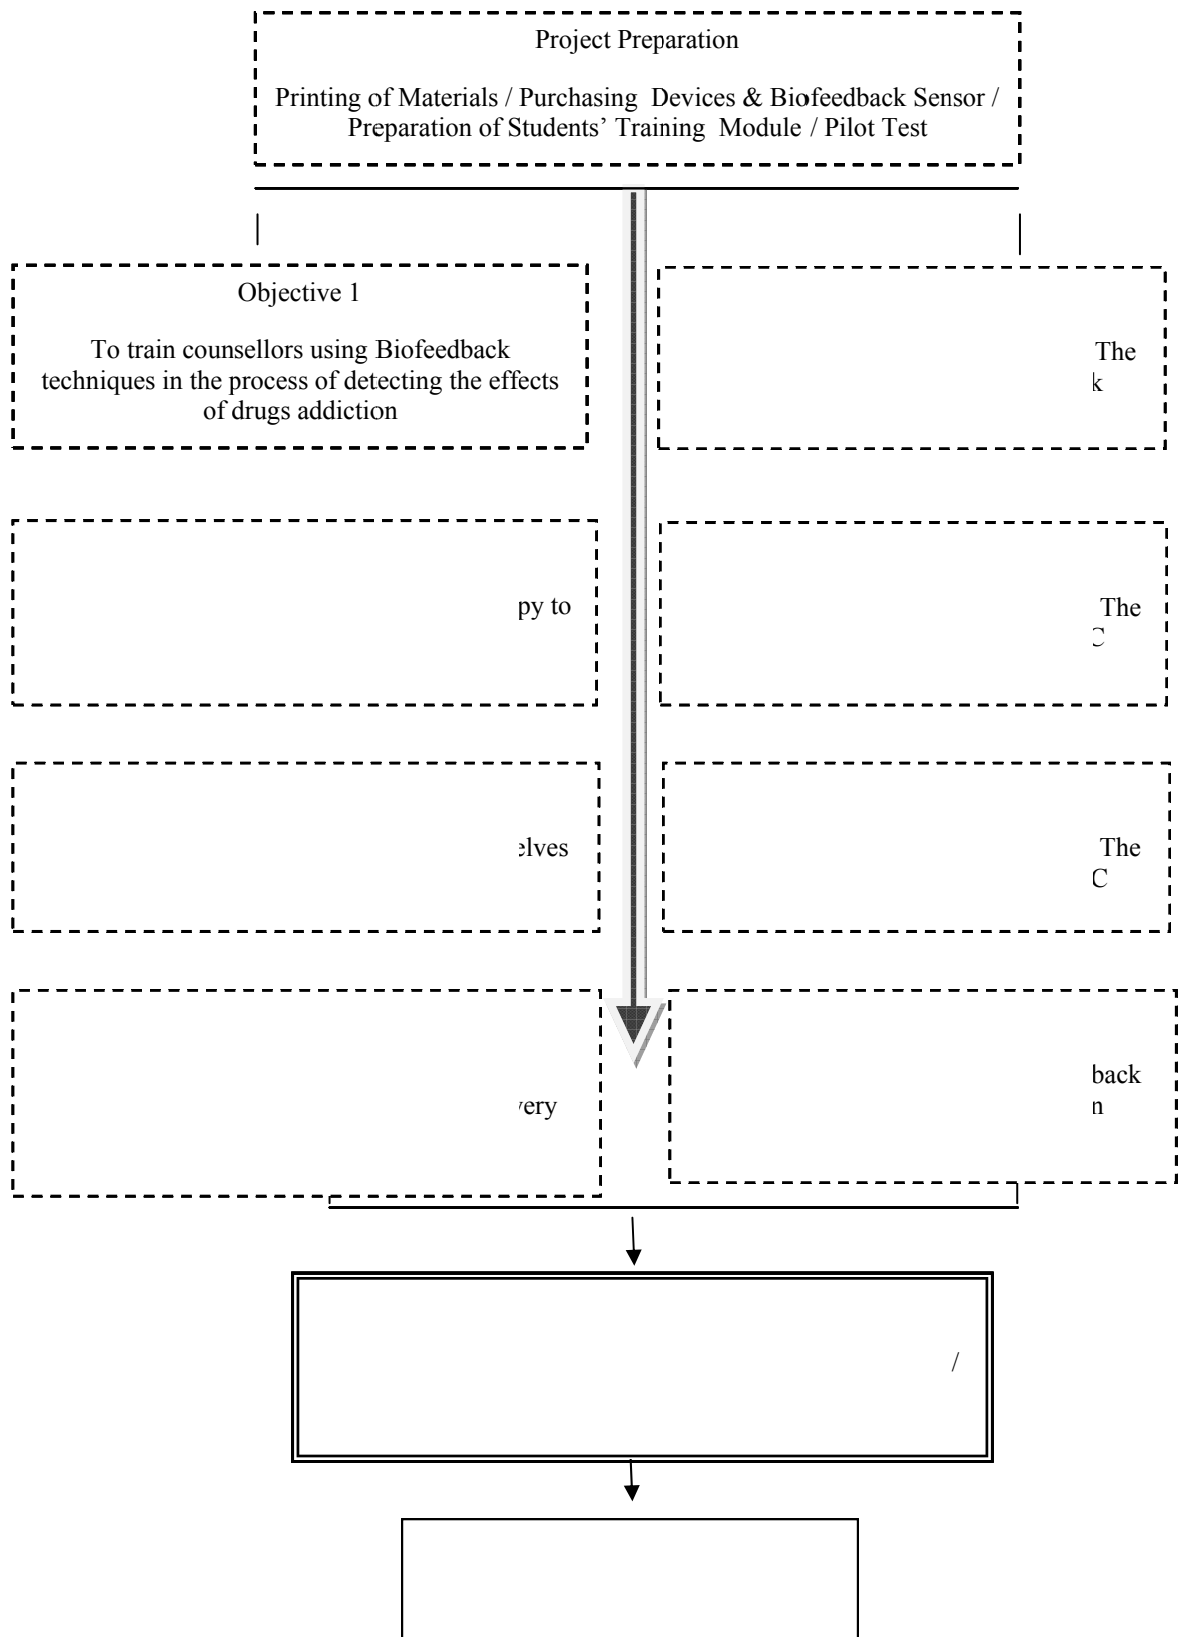 Project Preparation
Printing of Materials / Purchasing Devices & Biofeedback Sensor /
Preparation of Students’ Training Module / Pilot Test
Objective 1
To train counsellors using Biofeedback
techniques in the process of detecting the effects
of drugs addiction
The
py to
The
C
elves
The
C
back
very
n
/